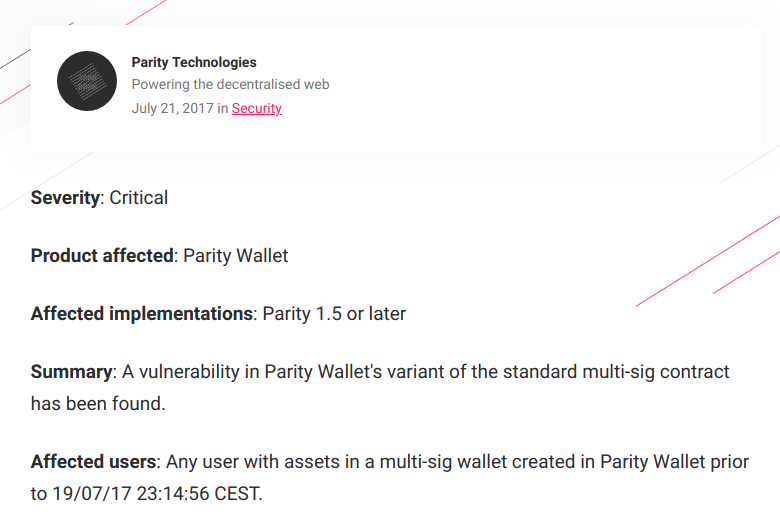 Parity Technologies
Powering the decentralised web
July 21, 2017 in Security
Severity: Critical
Product affected: Parity Wallet
Affected implementations: Parity 1.5 or later
Summary: A vulnerability in Parity Wallet's variant of the standard multi-sig contract
has been found.
Affected users: Any user with assets in a multi-sig wallet created in Parity Wallet prior
to 19/07/17 23:14:56 CEST.